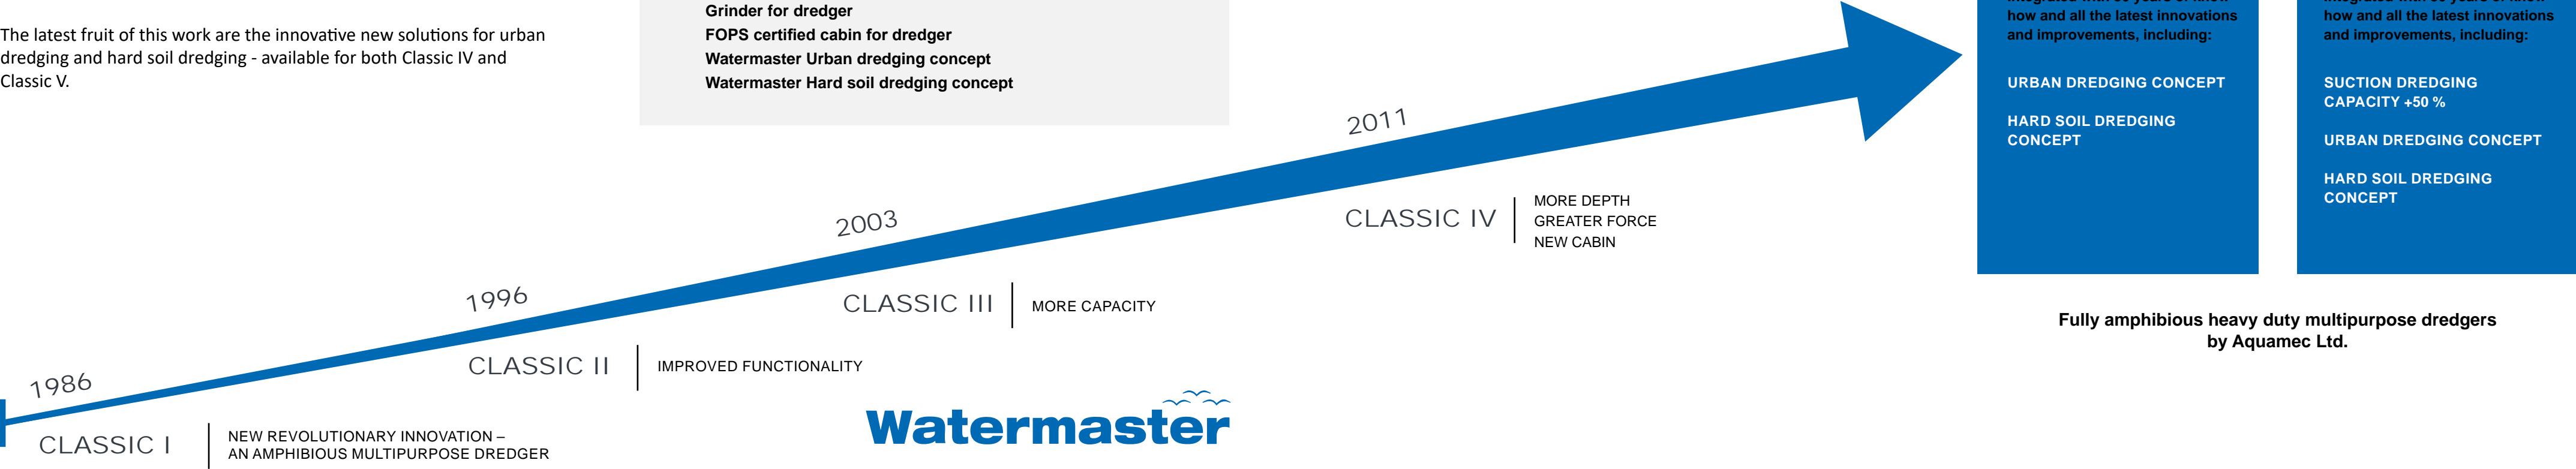 The latest fruit of this work are the innovative new solutions for urban
dredging and hard soil dredging - available for both Classic IV and
Classic V.
Grinder for dredger
FOPS certified cabin for dredger
Watermaster Urban dredging concept
Watermaster Hard soil dredging concept
1986
CLASSIC I
NEW REVOLUTIONARY INNOVATION –
AN AMPHIBIOUS MULTIPURPOSE DREDGER
1996
CLASSIC II
IMPROVED FUNCTIONALITY
2003
CLASSIC III
MORE CAPACITY
2011
CLASSIC IV
MORE DEPTH
GREATER FORCE
NEW CABIN
Watermaster
how and all the latest innovations
and improvements, including:
URBAN DREDGING CONCEPT
HARD SOIL DREDGING
CONCEPT
how and all the latest innovations
and improvements, including:
SUCTION DREDGING
CAPACITY +50 %
URBAN DREDGING CONCEPT
HARD SOIL DREDGING
CONCEPT
Fully amphibious heavy duty multipurpose dredgers
by Aquamec Ltd.